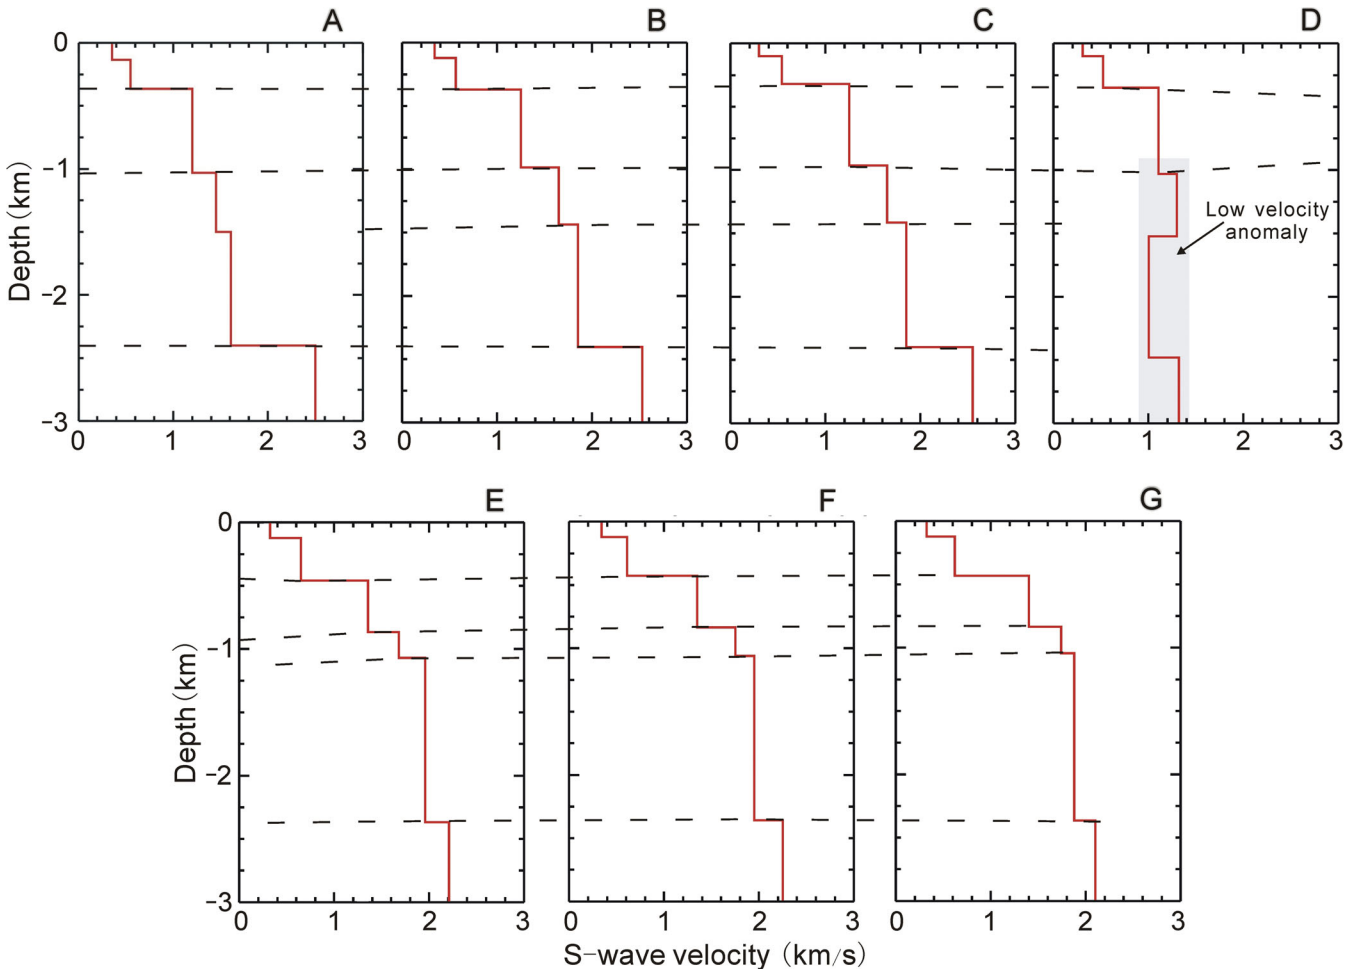 A B C D
0
−1
−2
−3
Depth (km)
Low velocity
anomaly
0 1 2 3 0 1 2 3 0 1 2 3 0 1 2 3
E F G
0
−1
−2
−3
Depth (km)
0 1 2 3 0 1 2 3 0 1 2 3
S−wave velocity (km/s)